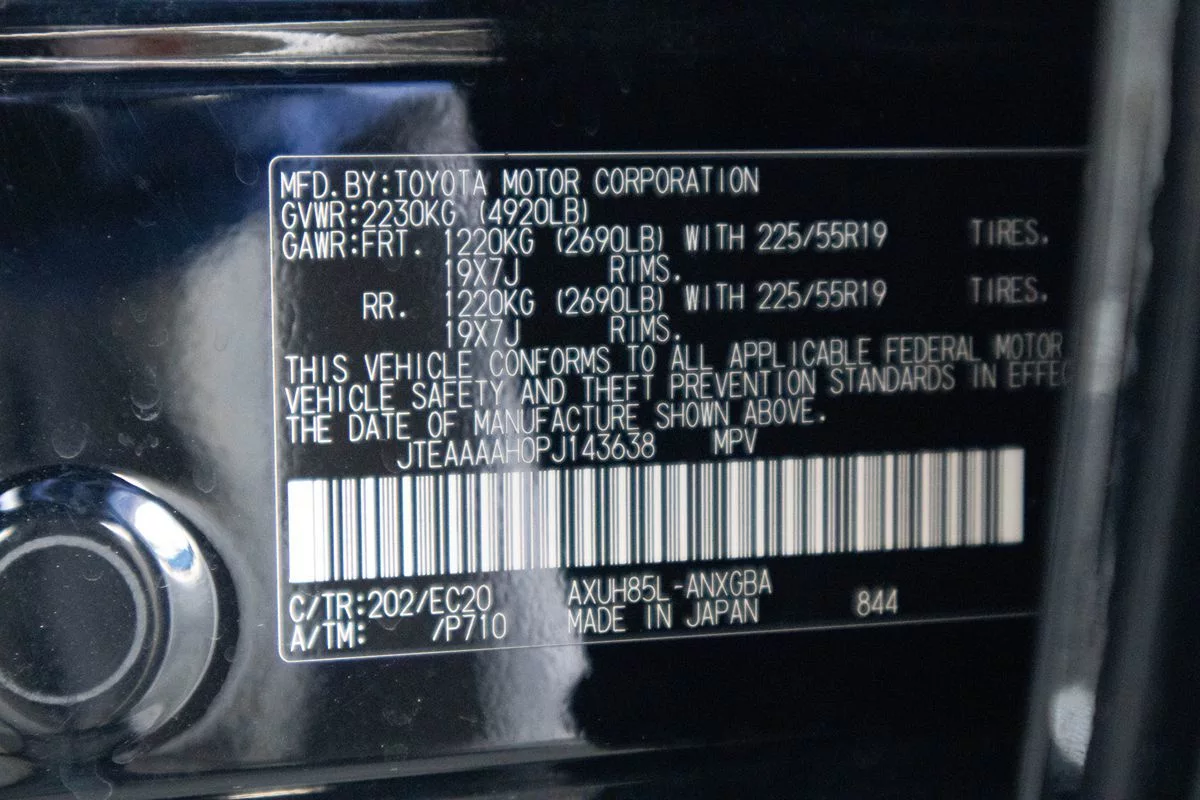 MFD.BY:TOYOTA MOTOR CORPORATION
GVWR:2230KG (4920LB)
GAWR:FRT. 1220KG (2690LB) WITH 225/55R19 TIRES.
19X7J RIMS.
RR. 1220KG (2690LB) WITH 225/55R19 TIRES.
19X7J RIMS.
THIS VEHICLE CONFORMS TO ALL APPLICABLE FEDERAL MOTOR
VEHICLE SAFETY AND THEFT PREVENTION STANDARDS IN EFFEC
THE DATE OF MANUFACTURE SHOWN ABOVE.
JTEAAAAH0PJ143638 MPV
C/TR:202/EC20 AXUH85L-ANXGBA 844
A/TM: /P710 MADE IN JAPAN